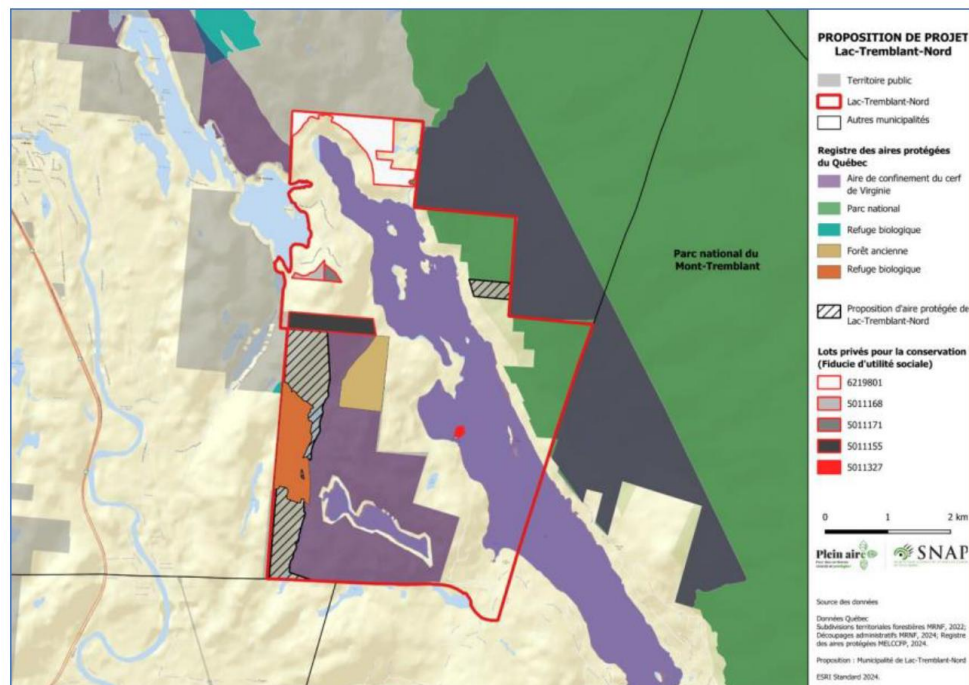 PROPOSITION DE PROJET
Lac-Tremblant-Nord
Territoire public
Lac-Tremblant-Nord
Autres municipalités
Registre des aires protégées
du Québec
Aire de confinement du cerf
de Virginie
Parc national
Refuge biologique
Forêt ancienne
Refuge biologique
Proposition d'aire protégée de
Lac-Tremblant-Nord
Lots privés pour la conservation
(Fiducie d'utilité sociale)
6219801
5011168
5011171
5011155
5011327
0 1 2 km
Plein air
SNAP
Source des données
Données Québec
Subdivisions territoriales forestières MRNF, 2022;
Découpages administratifs MRNF, 2024; Registre
des aires protégées MELCCFP, 2024.
Proposition : Municipalité de Lac-Tremblant-Nord
ESRI Standard 2024.
Parc national du
Mont-Tremblant